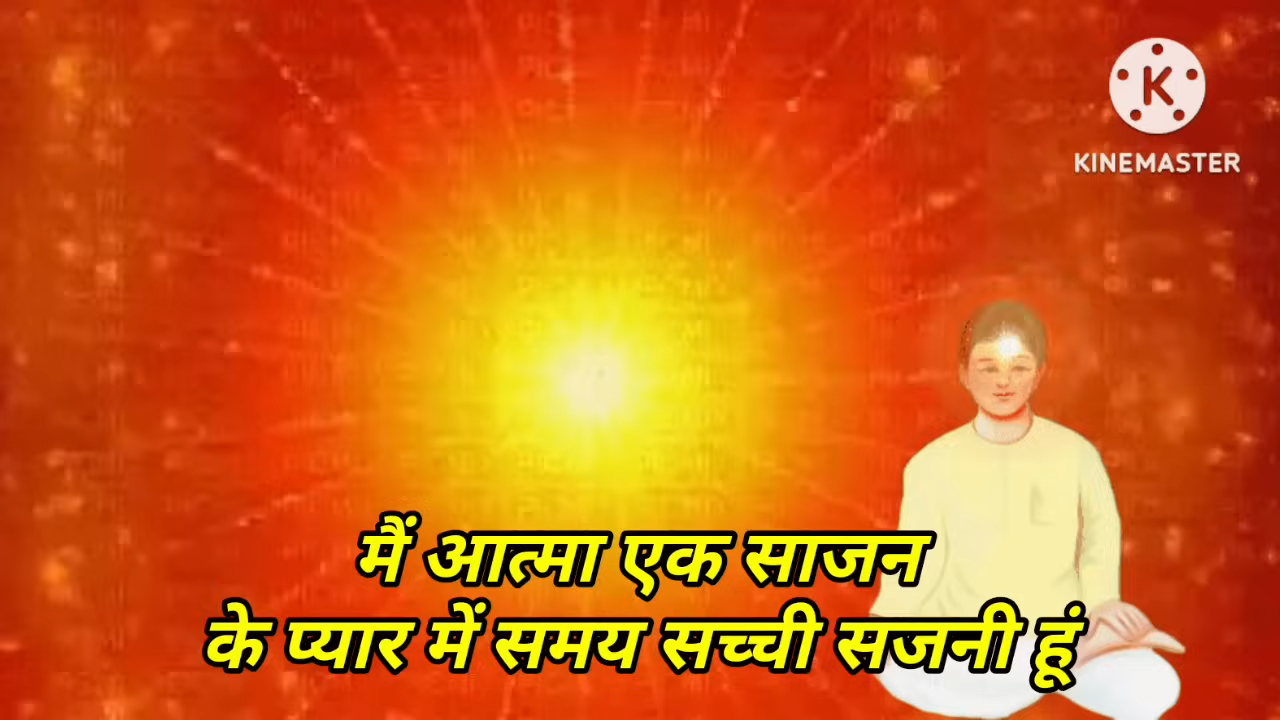 K
KINEMASTER
मैं आत्मा एक साजन
के प्यार में समय सच्ची सजनी हूं